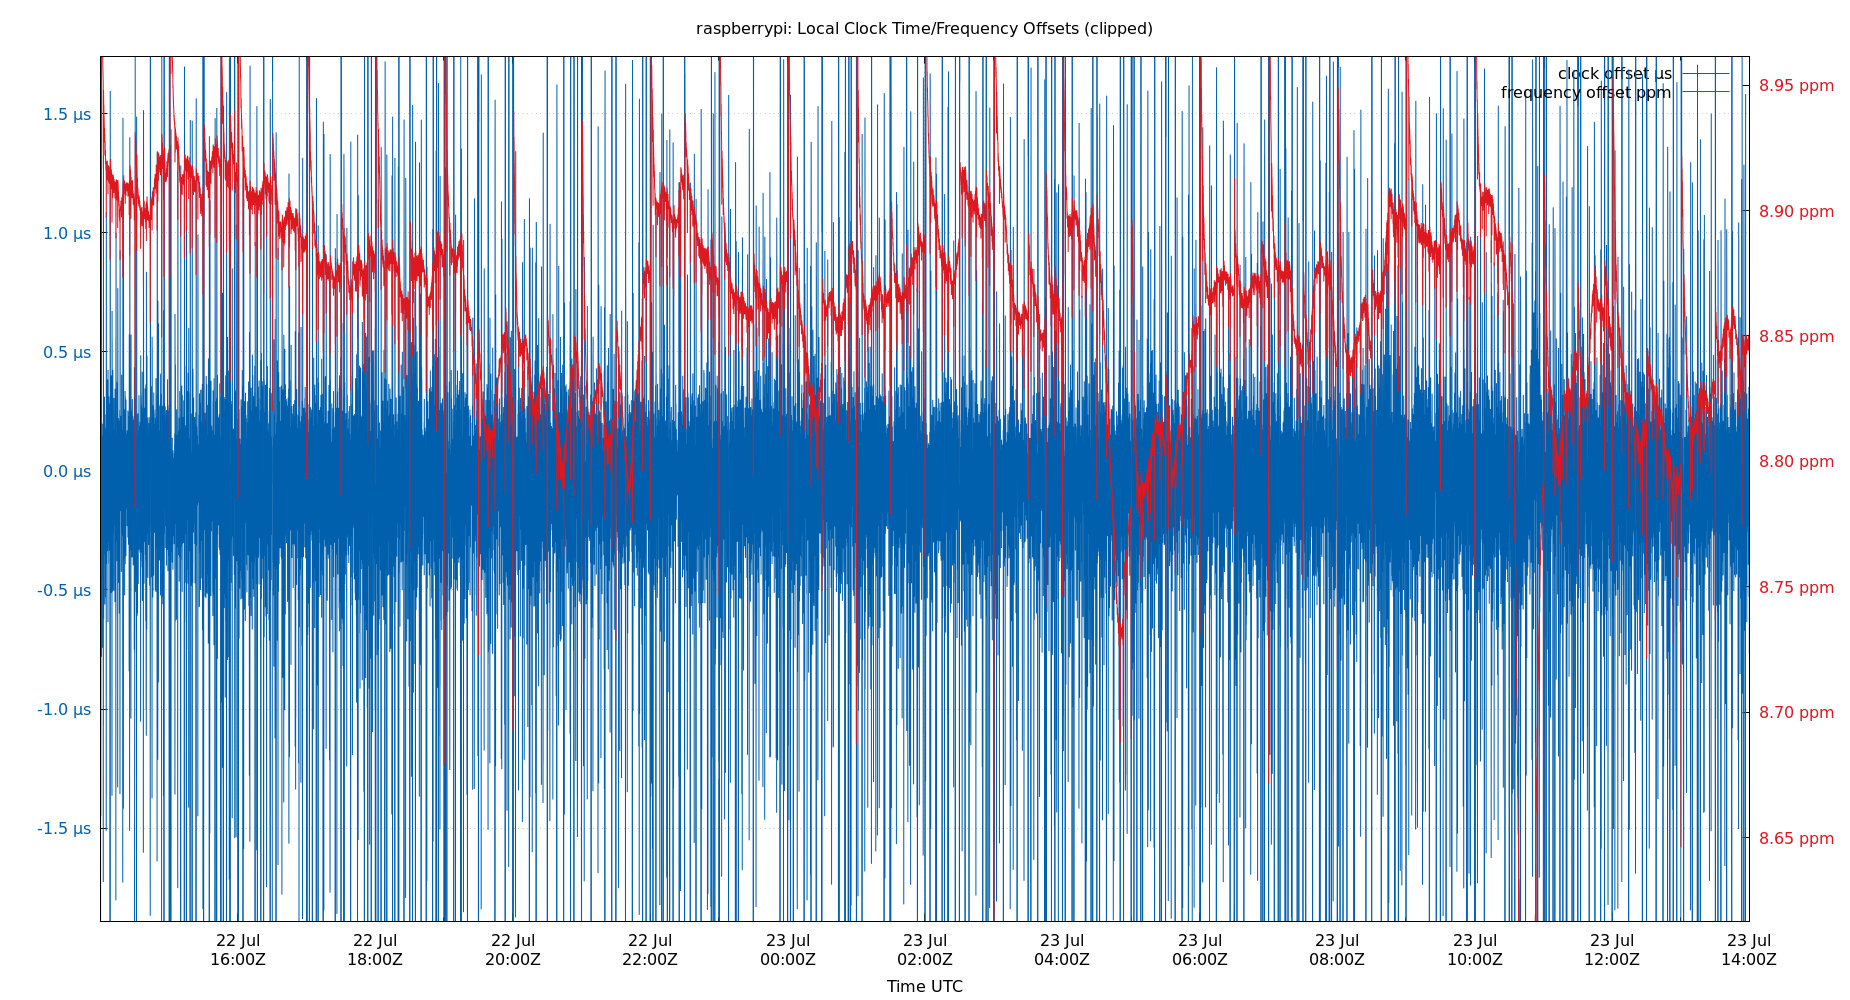 raspberrypi: Local Clock Time/Frequency Offsets (clipped)
clock offset µs
frequency offset ppm
1.5 µs
1.0 µs
0.5 µs
0.0 µs
-0.5 µs
-1.0 µs
-1.5 µs
8.95 ppm
8.90 ppm
8.85 ppm
8.80 ppm
8.75 ppm
8.70 ppm
8.65 ppm
22 Jul 22 Jul 22 Jul 22 Jul 23 Jul 23 Jul 23 Jul 23 Jul 23 Jul 23 Jul 23 Jul 23 Jul
16:00Z 18:00Z 20:00Z 22:00Z 00:00Z 02:00Z 04:00Z 06:00Z 08:00Z 10:00Z 12:00Z 14:00Z
Time UTC